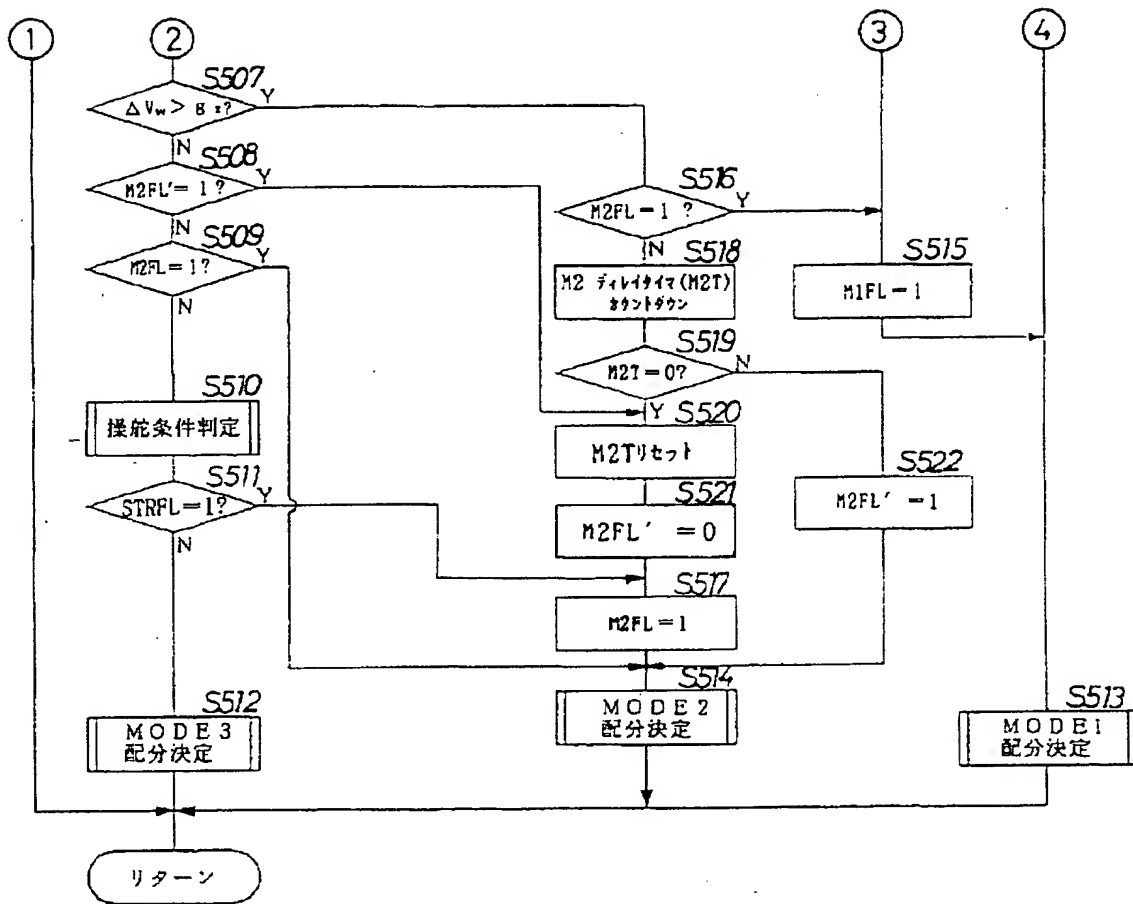 1
2
3
4
S507
ΔVw> B z?
Y
N
S508
M2FL′= 1 ?
Y
N
S509
M2FL=1?
Y
N
S510
操舵条件判定
S511
STRFL=1?
Y
N
S512
MODE3
配分決定
リターン
S516
M2FL=1 ?
Y
N
S518
M2 ディレイタイマ(M2T)
カウントダウン
S519
M2T=0?
N
Y
S520
M2Tリセット
S521
M2FL′ =0
S517
M2FL=1
S514
MODE2
配分決定
S522
M2FL′ =1
S515
M1FL=1
S513
MODE1
配分決定